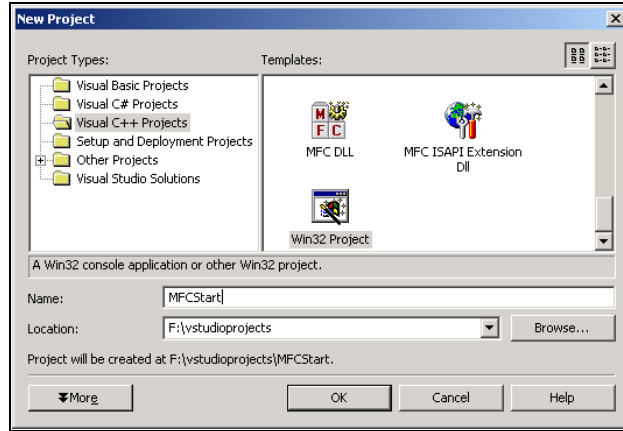 New Project
Project Types:
Templates:
Visual Basic Projects
Visual C# Projects
Visual C++ Projects
Setup and Deployment Projects
Other Projects
Visual Studio Solutions
M
F C
MFC DLL
MFC ISAPI Extension
Dll
Win32 Project
A Win32 console application or other Win32 project.
Name:
MFCStart
Location:
F:\vstudioprojects
Browse...
Project will be created at F:\vstudioprojects\MFCStart.
More
OK
Cancel
Help